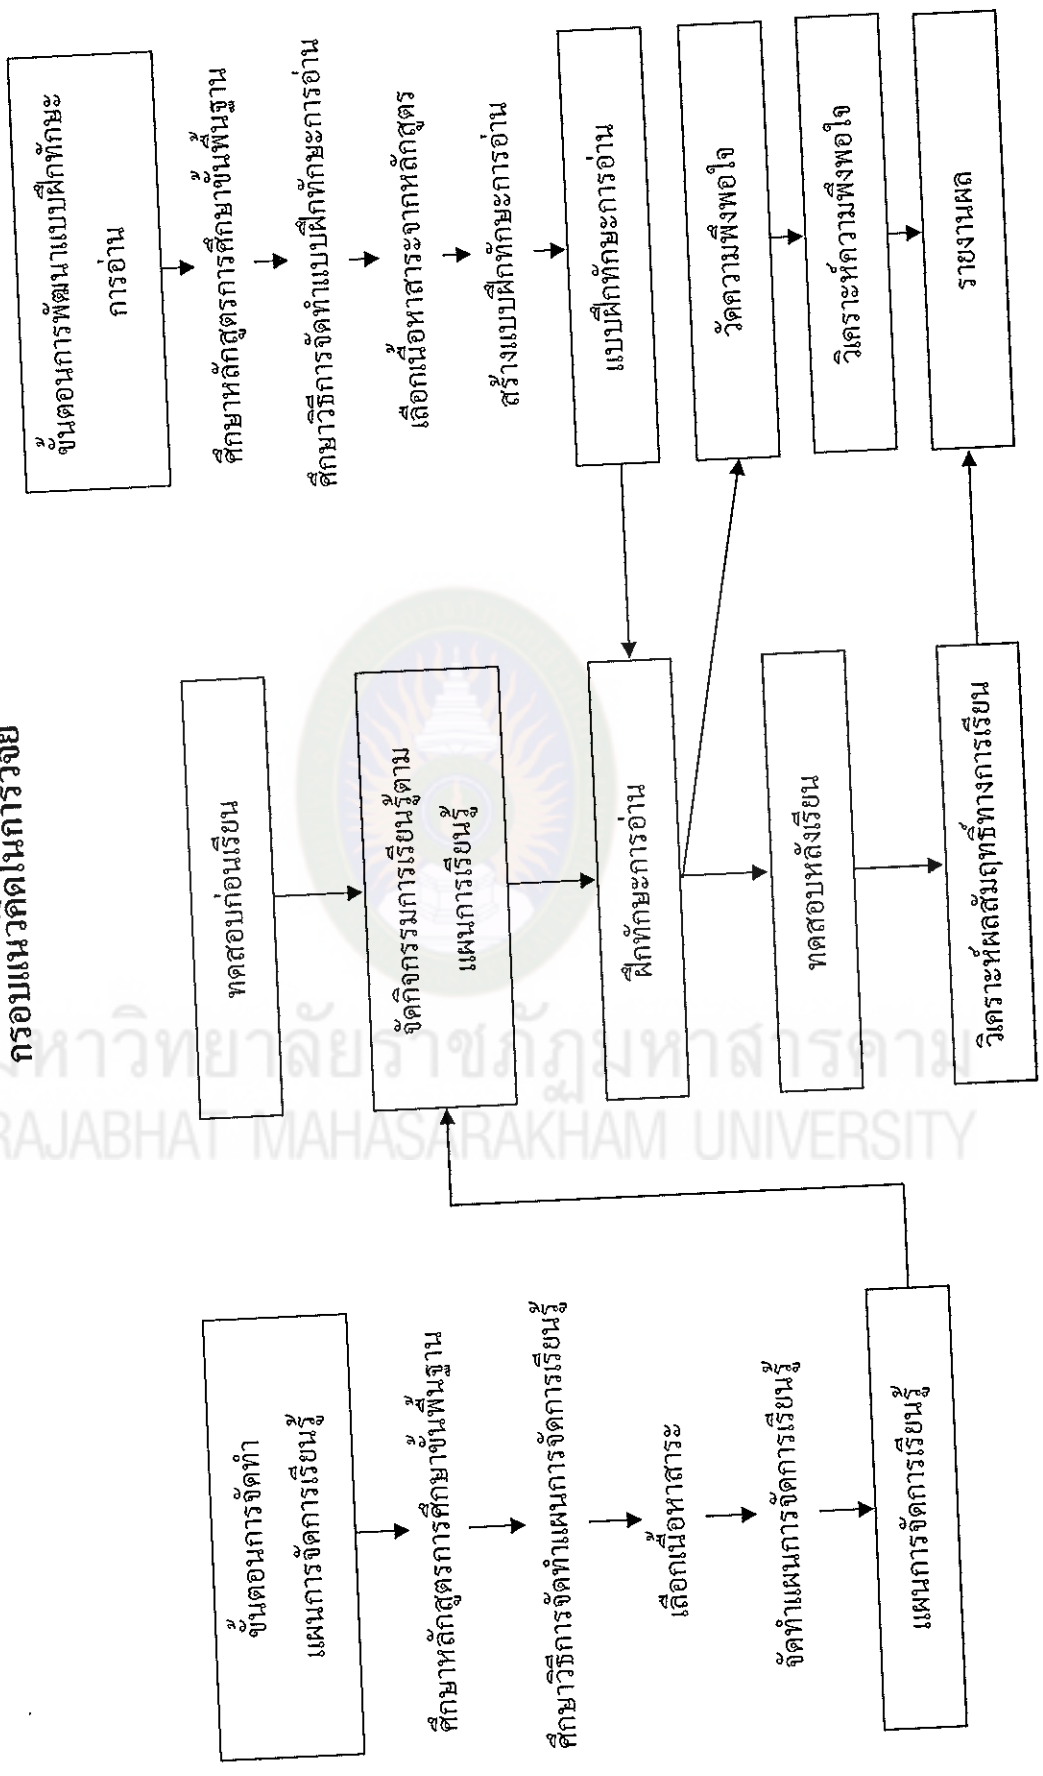 กรอบแนวคิดในการวิจัย
ขั้นตอนการจัดทำ
แผนการจัดการเรียนรู้
ศึกษาหลักสูตรการศึกษาขั้นพื้นฐาน
ศึกษาวิธีการจัดทำแผนการจัดการเรียนรู้
เลือกเนื้อหาสาระ
จัดทำแผนการจัดการเรียนรู้
แผนการจัดการเรียนรู้
ทดสอบก่อนเรียน
จัดกิจกรรมการเรียนรู้ตาม
แผนการเรียนรู้
ฝึกทักษะการอ่าน
ทดสอบหลังเรียน
วิเคราะห์ผลสัมฤทธิ์ทางการเรียน
ขั้นตอนการพัฒนาแบบฝึกทักษะ
การอ่าน
ศึกษาหลักสูตรการศึกษาขั้นพื้นฐาน
ศึกษาวิธีการจัดทำแบบฝึกทักษะการอ่าน
เลือกเนื้อหาสาระจากหลักสูตร
สร้างแบบฝึกทักษะการอ่าน
แบบฝึกทักษะการอ่าน
วัดความพึงพอใจ
วิเคราะห์ความพึงพอใจ
รายงานผล
มหาวิทยาลัยราชภัฏมหาสารคาม
RAJABHAT MAHASARAKHAM UNIVERSITY